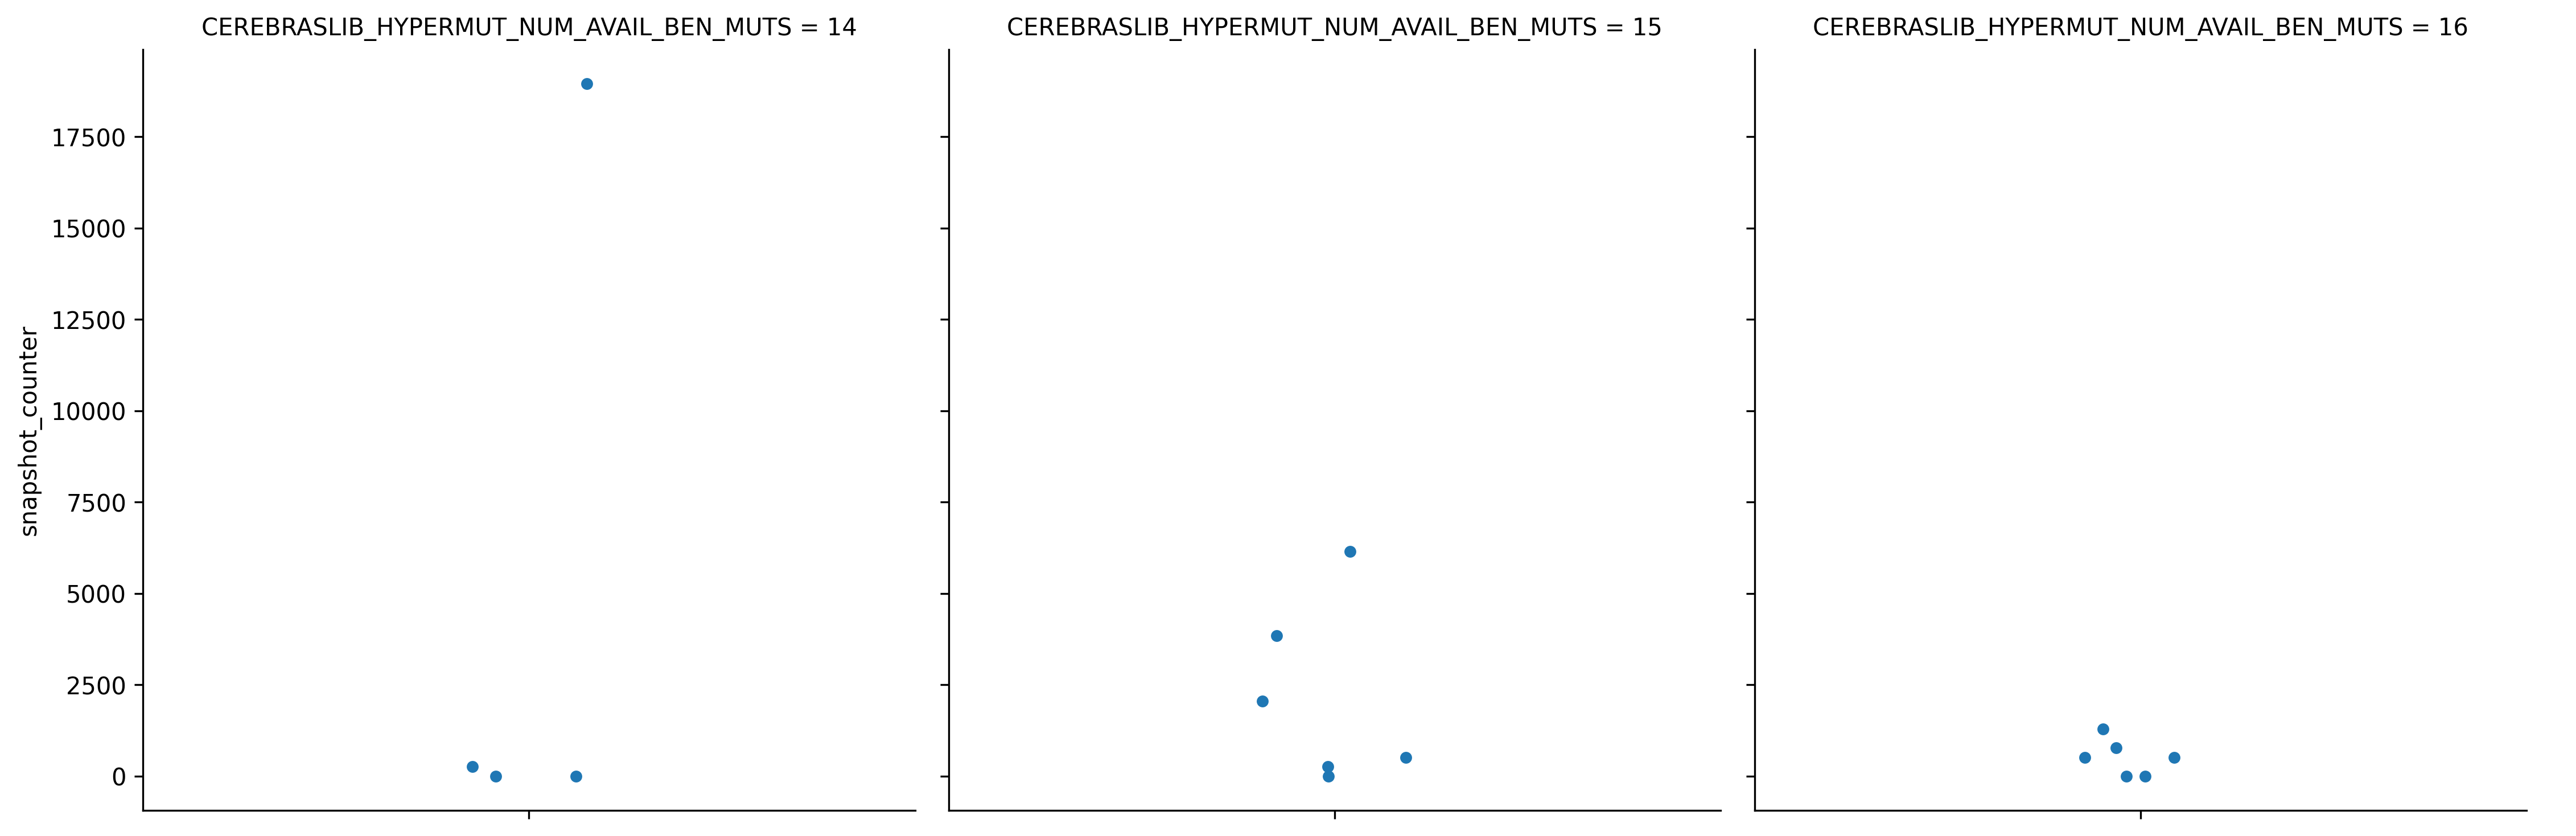 CEREBRASLIB_HYPERMUT_NUM_AVAIL_BEN_MUTS = 14
CEREBRASLIB_HYPERMUT_NUM_AVAIL_BEN_MUTS = 15
CEREBRASLIB_HYPERMUT_NUM_AVAIL_BEN_MUTS = 16
snapshot_counter
17500
15000
12500
10000
7500
5000
2500
0